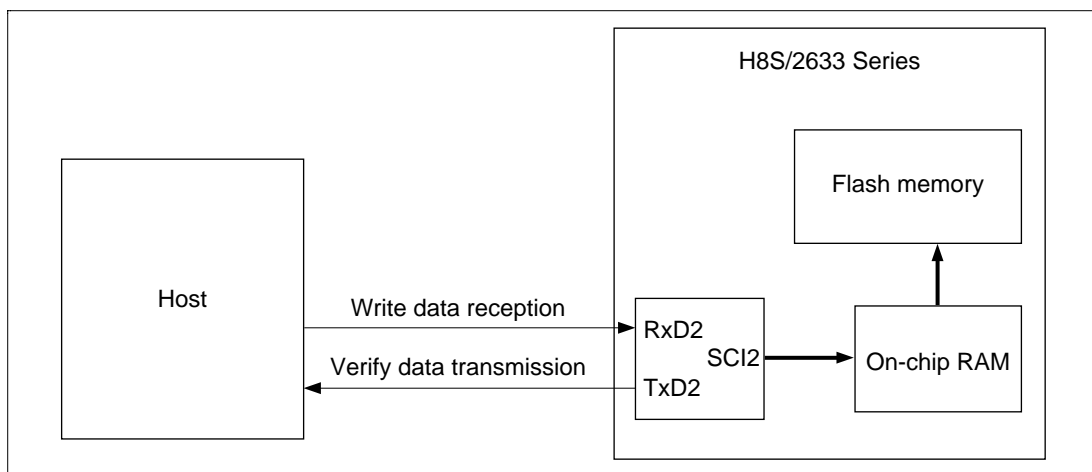 H8S/2633 Series
Flash memory
Host
Write data reception
RxD2
SCI2
On-chip RAM
Verify data transmission
TxD2